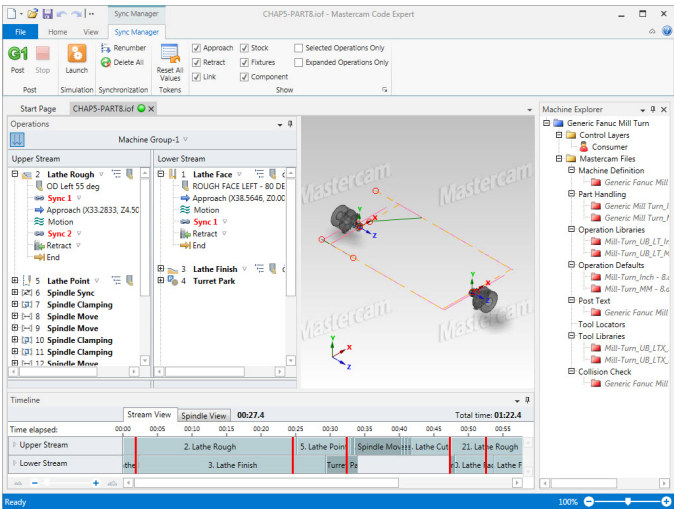 Sync Manager
CHAP5-PART8.iof - Mastercam Code Expert
File Home View Sync Manager
G1
Post Stop Launch
Renumber
Delete All
Reset All
Values
Approach Stock Selected Operations Only
Retract Fixtures Expanded Operations Only
Link Component
Post Simulation Synchronization Tokens Show
Start Page CHAP5-PART8.iof
Operations
Machine Group-1
Upper Stream
2 Lathe Rough
OD Left 55 deg
Sync 1
Approach (X33.2833, Z4.50
Motion
Sync 2
Retract
End
5 Lathe Point
6 Spindle Sync
7 Spindle Clamping
8 Spindle Move
9 Spindle Move
10 Spindle Clamping
11 Spindle Clamping
12 Spindle Move
Lower Stream
1 Lathe Face
ROUGH FACE LEFT - 80 DE
Approach (X38.5646, Z0.00
Motion
Sync 1
Retract
End
3 Lathe Finish
4 Turret Park
Mastercam
Mastercam
Mastercam
Mastercam
Y X Z
Y X Z
Y X Z
Machine Explorer
Generic Fanuc Mill Turn
Control Layers
Consumer
Mastercam Files
Machine Definition
Generic Fanuc Mill
Part Handling
Generic Mill Turn_I
Generic Mill Turn_M
Operation Libraries
Mill-Turn_UB_LT_In
Mill-Turn_UB_LT_M
Operation Defaults
Mill-Turn_Inch - 8.
Mill-Turn_MM - 8.
Post Text
Generic Fanuc Mill
Tool Locators
Tool Libraries
Mill-Turn_UB_LTX_
Mill-Turn_UB_LTX_
Collision Check
Generic Fanuc Mill
Timeline
Stream View Spindle View 00:27.4 Total time: 01:22.4
Time elapsed: 00:00 00:05 00:10 00:15 00:20 00:25 00:30 00:35 00:40 00:45 00:50 00:55
Upper Stream 2. Lathe Rough 5. Lathe Point Spindle Move . Lathe Cut 21. Lathe Rough
Lower Stream 3. Lathe Finish Turret Pa Lathe F
Ready 100%